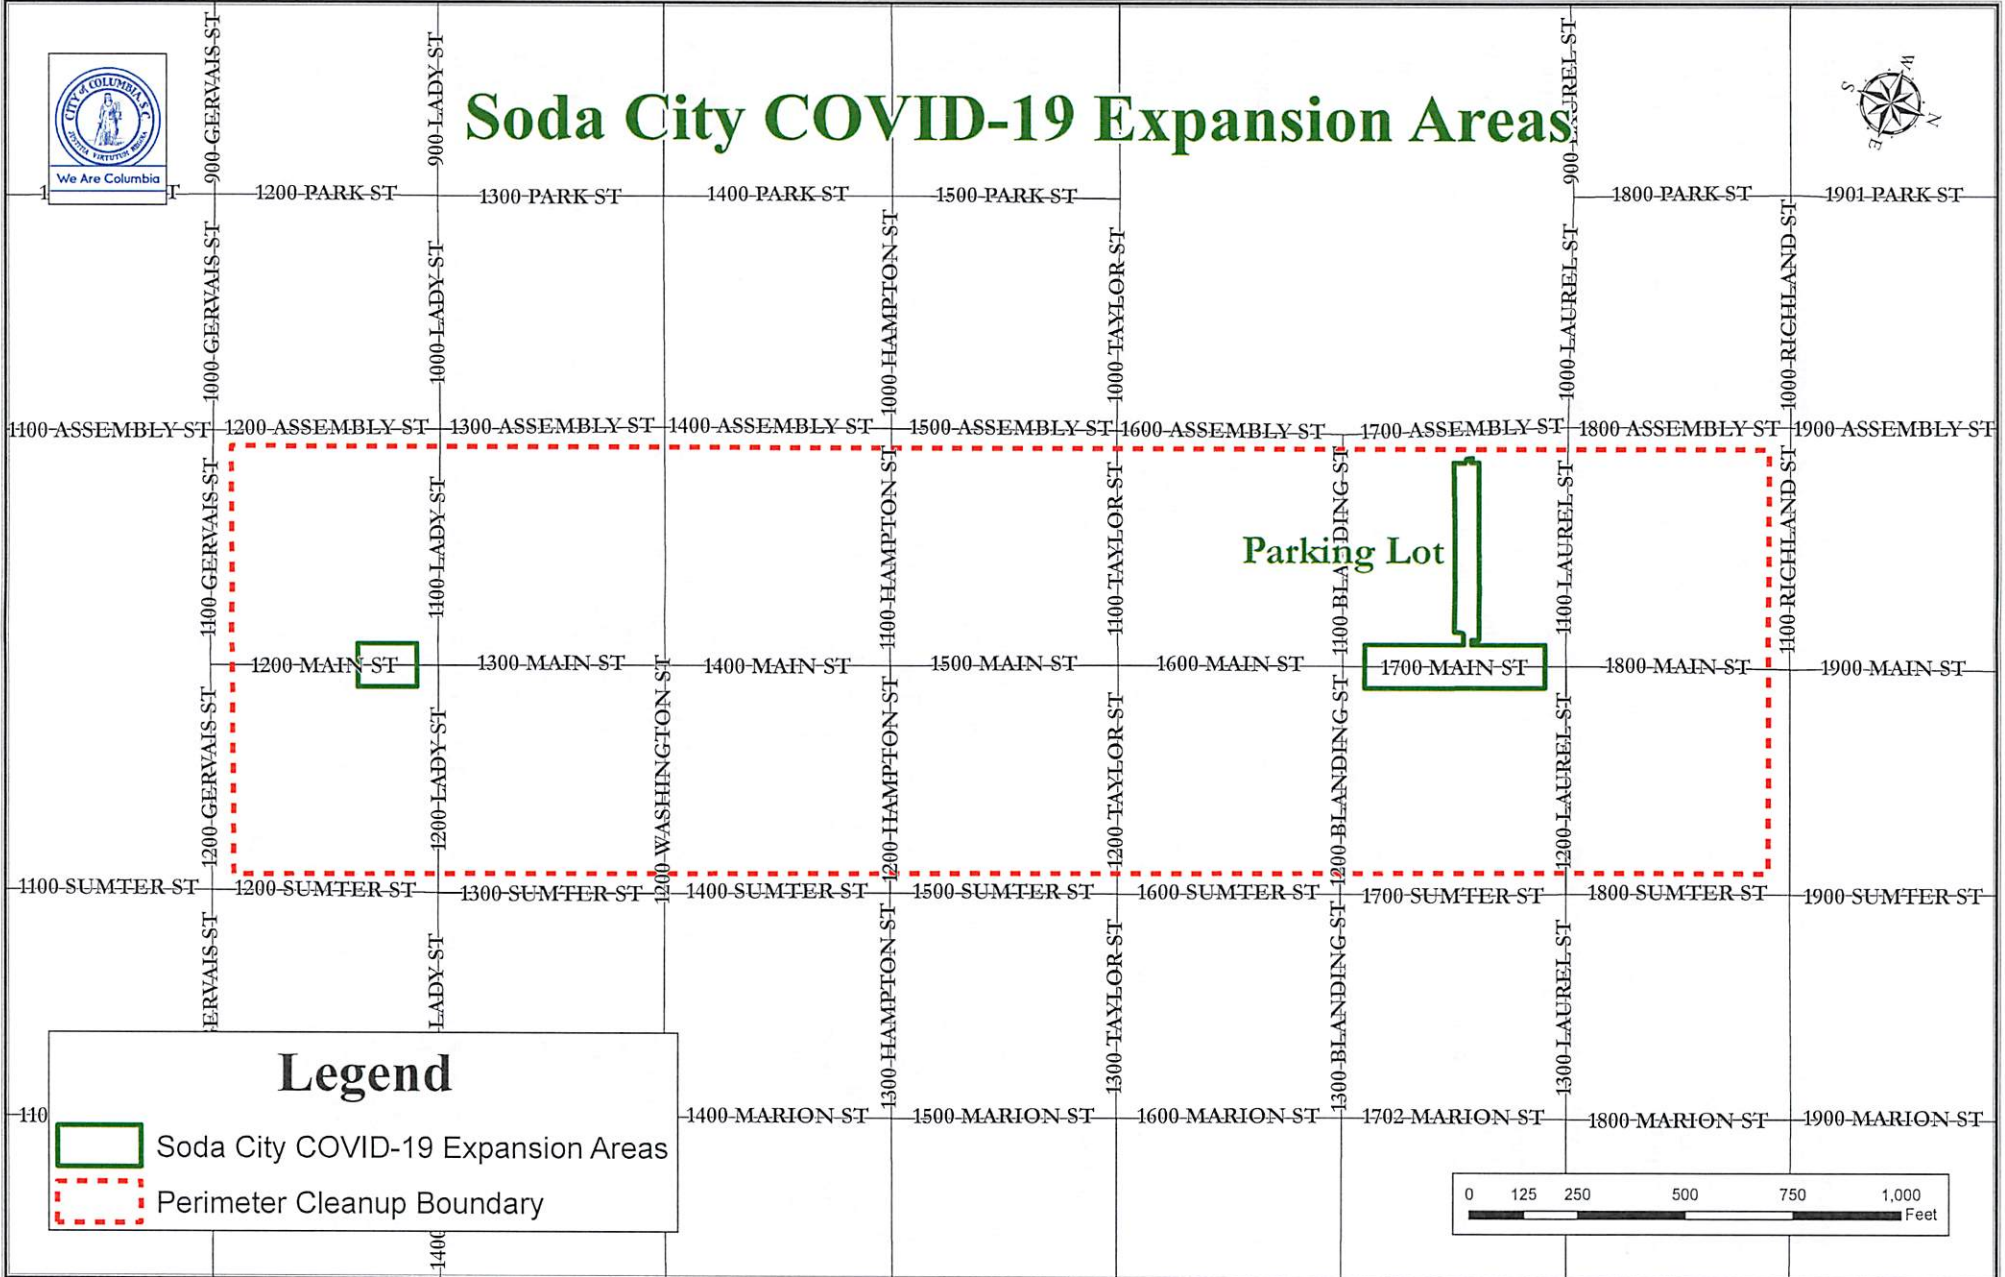 Soda City COVID-19 Expansion Areas
CITY of COLUMBIA, S.C.
JUSTITIA VIRTUTUM REGINA
We Are Columbia
W
S
N
E
900 GERVAIS ST
900 LADY ST
900 LAUREL ST
1200 PARK ST
1300 PARK ST
1400 PARK ST
1500 PARK ST
1800 PARK ST
1901 PARK ST
1000 GERVAIS ST
1000 LADY ST
1000 HAMPTON ST
1000 TAYLOR ST
1000 LAUREL ST
1000 RICHLAND ST
1100 ASSEMBLY ST
1200 ASSEMBLY ST
1300 ASSEMBLY ST
1400 ASSEMBLY ST
1500 ASSEMBLY ST
1600 ASSEMBLY ST
1700 ASSEMBLY ST
1800 ASSEMBLY ST
1900 ASSEMBLY ST
1100 GERVAIS ST
1100 LADY ST
1100 HAMPTON ST
1100 TAYLOR ST
1100 BLANDING ST
1100 LAUREL ST
1100 RICHLAND ST
Parking Lot
1200 MAIN ST
1300 MAIN ST
1400 MAIN ST
1500 MAIN ST
1600 MAIN ST
1700 MAIN ST
1800 MAIN ST
1900 MAIN ST
1200 GERVAIS ST
1200 LADY ST
1200 WASHINGTON ST
1200 HAMPTON ST
1200 TAYLOR ST
1200 BLANDING ST
1200 LAUREL ST
1100 SUMTER ST
1200 SUMTER ST
1300 SUMTER ST
1400 SUMTER ST
1500 SUMTER ST
1600 SUMTER ST
1700 SUMTER ST
1800 SUMTER ST
1900 SUMTER ST
ERVAIS ST
LADY ST
1300 HAMPTON ST
1300 TAYLOR ST
1300 BLANDING ST
1300 LAUREL ST
110
1400 MARION ST
1500 MARION ST
1600 MARION ST
1702 MARION ST
1800 MARION ST
1900 MARION ST
1400
Legend
Soda City COVID-19 Expansion Areas
Perimeter Cleanup Boundary
0 125 250 500 750 1,000
Feet